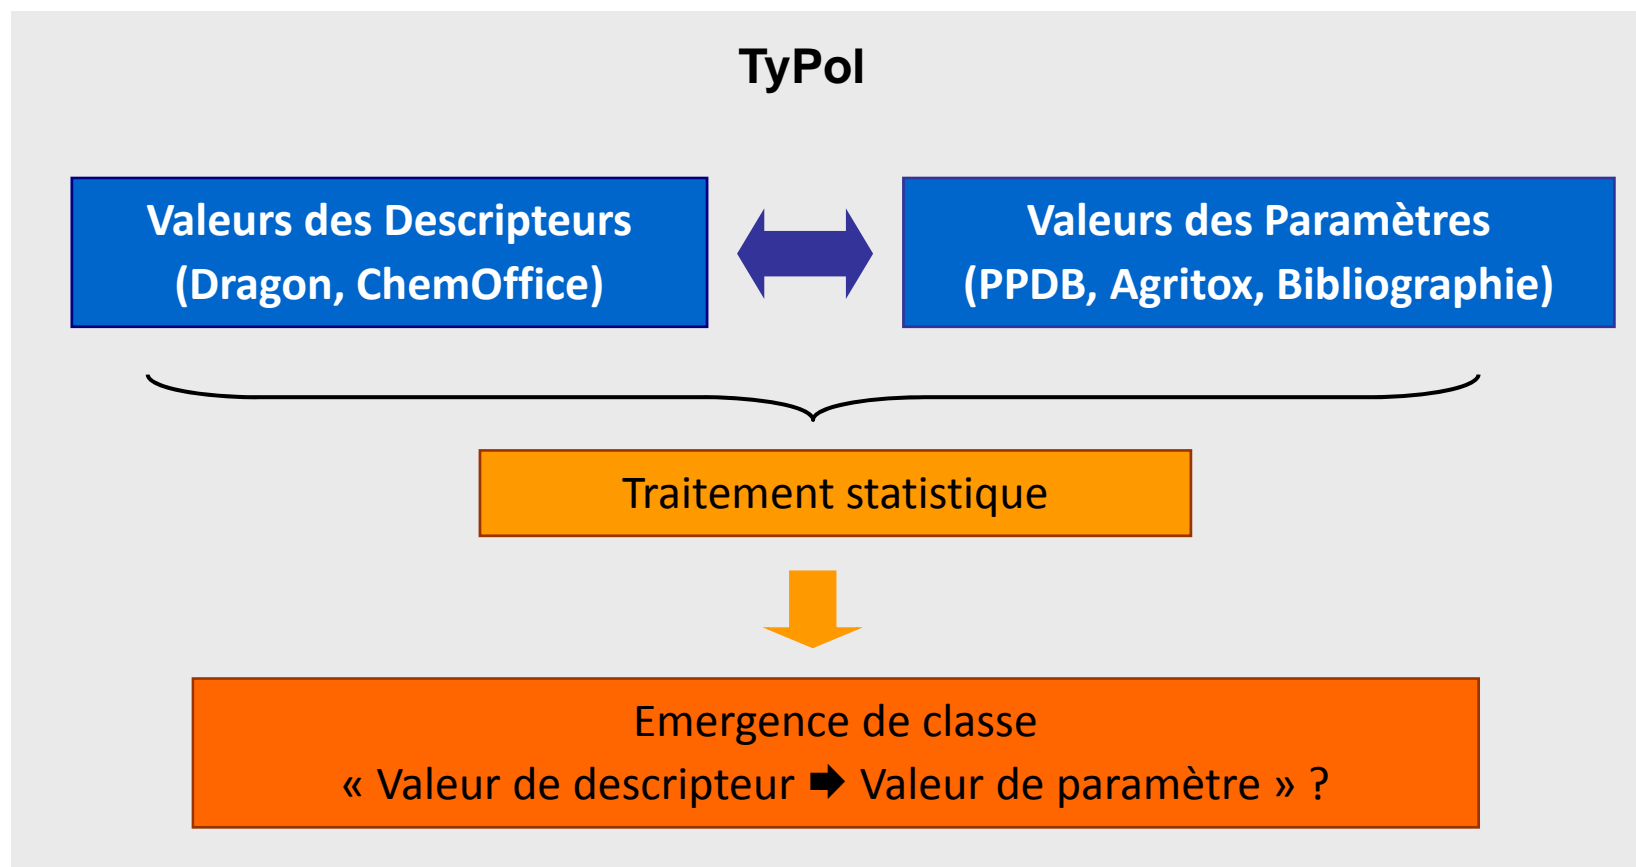 TyPol
Valeurs des Descripteurs
(Dragon, ChemOffice)
Valeurs des Paramètres
(PPDB, Agritox, Bibliographie)
Traitement statistique
Emergence de classe
« Valeur de descripteur 🡆 Valeur de paramètre » ?